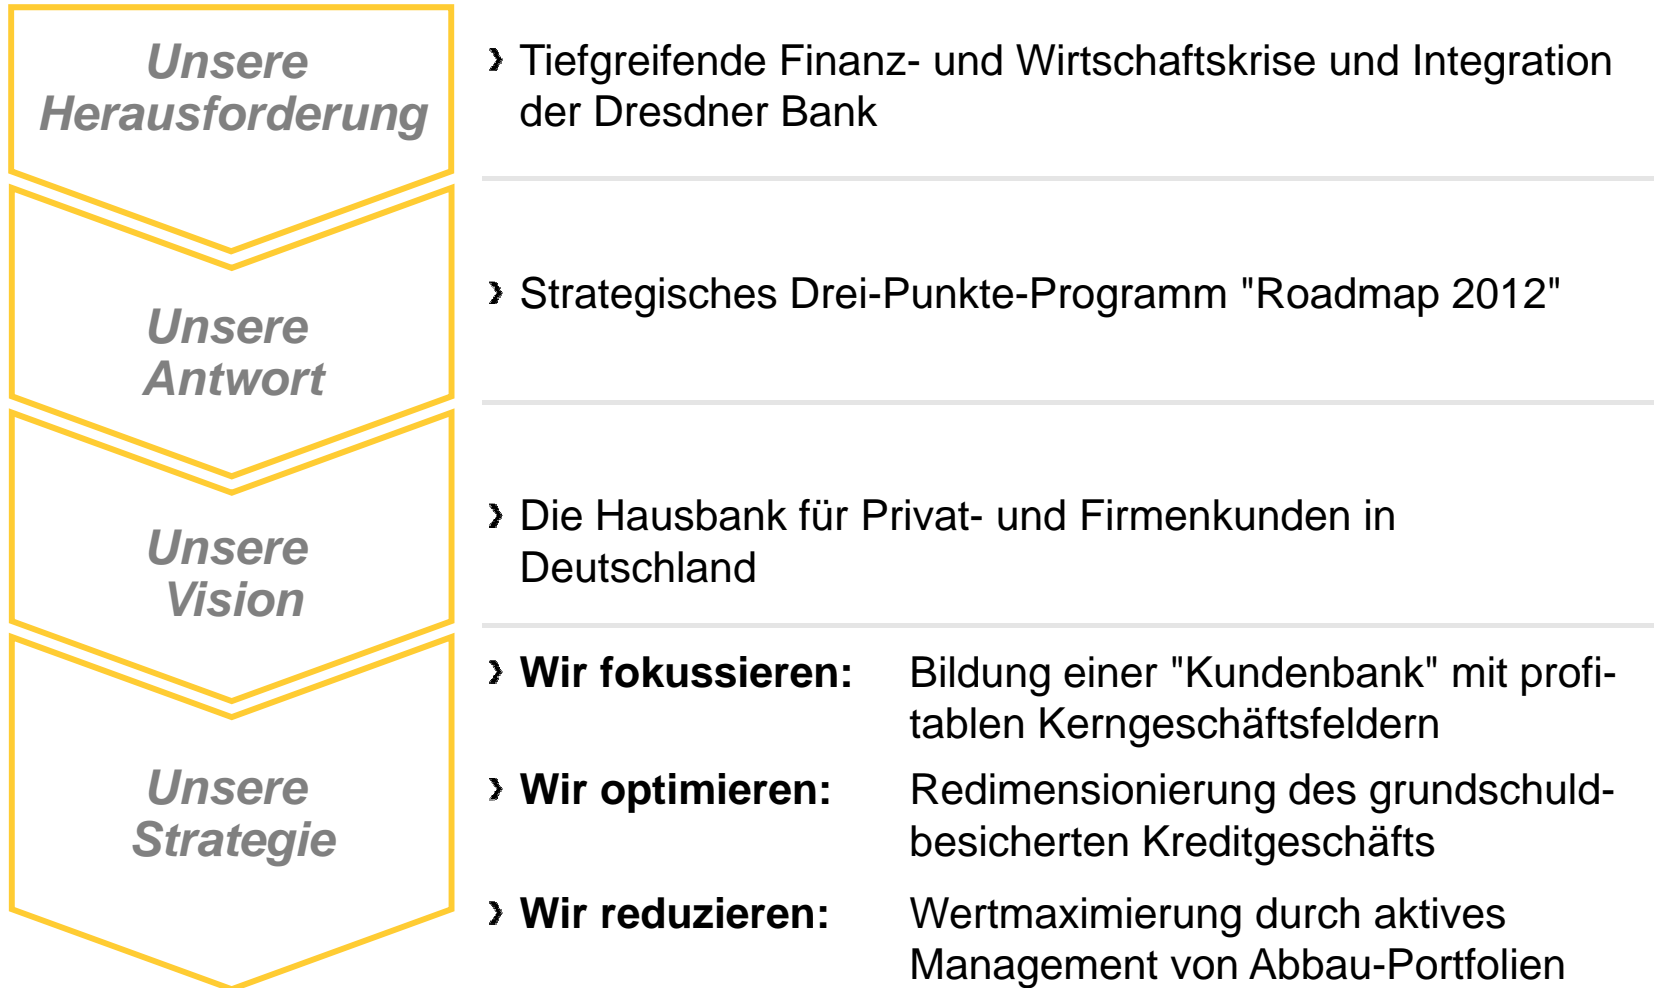 Unsere
Herausforderung
Tiefgreifende Finanz- und Wirtschaftskrise und Integration
der Dresdner Bank
Unsere
Antwort
Strategisches Drei-Punkte-Programm "Roadmap 2012"
Unsere
Vision
Die Hausbank für Privat- und Firmenkunden in
Deutschland
Unsere
Strategie
Wir fokussieren: Bildung einer "Kundenbank" mit profi-
tablen Kerngeschäftsfeldern
Wir optimieren: Redimensionierung des grundschuld-
besicherten Kreditgeschäfts
Wir reduzieren: Wertmaximierung durch aktives
Management von Abbau-Portfolien